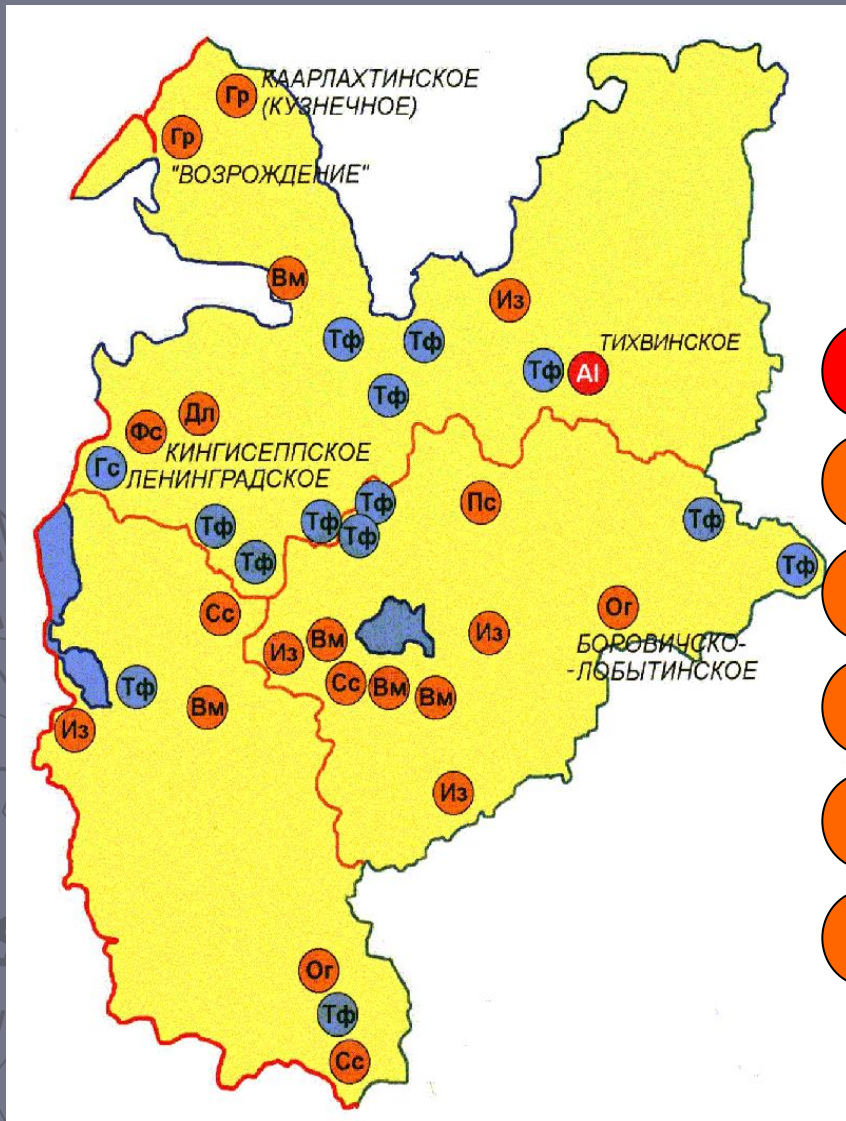 Гр КААРЛАХТИНСКОЕ
(КУЗНЕЧНОЕ)
Гр
"ВОЗРОЖДЕНИЕ"
Вм
Из
Тф Тф
ТИХВИНСКОЕ
Тф Al
Тф
Дл
Фс
КИНГИСЕППСКОЕ
Гс ЛЕНИНГРАДСКОЕ
Тф Пс
Тф Тф Тф
Тф
Тф Тф
Ог
Сс
Вм Из
Из БОРОВИЧСКО-
-ЛОБЫТИНСКОЕ
Сс Вм Вм
Тф
Вм
Из
Из
Ог
Тф
Сс